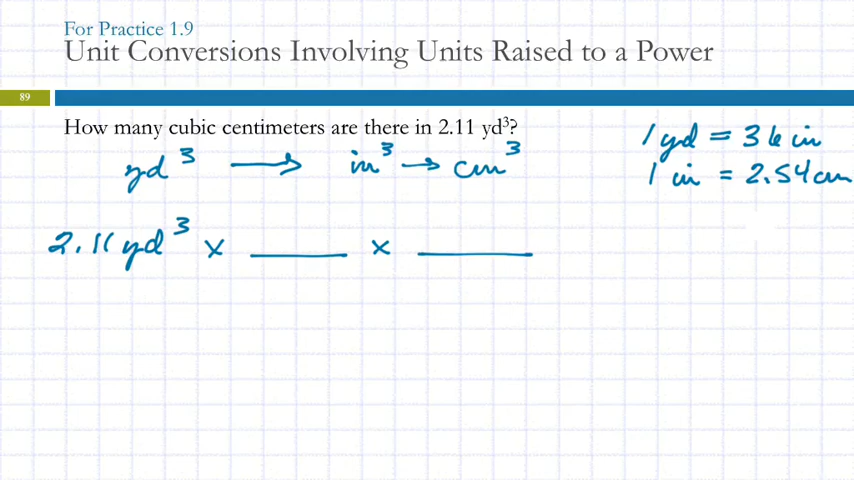 For Practice 1.9
Unit Conversions Involving Units Raised to a Power
89
How many cubic centimeters are there in 2.11 yd³?
1 yd = 36 in
yd³ → in³ → cm³
1 in = 2.54 cm
2.11 yd³ × ____ × ____